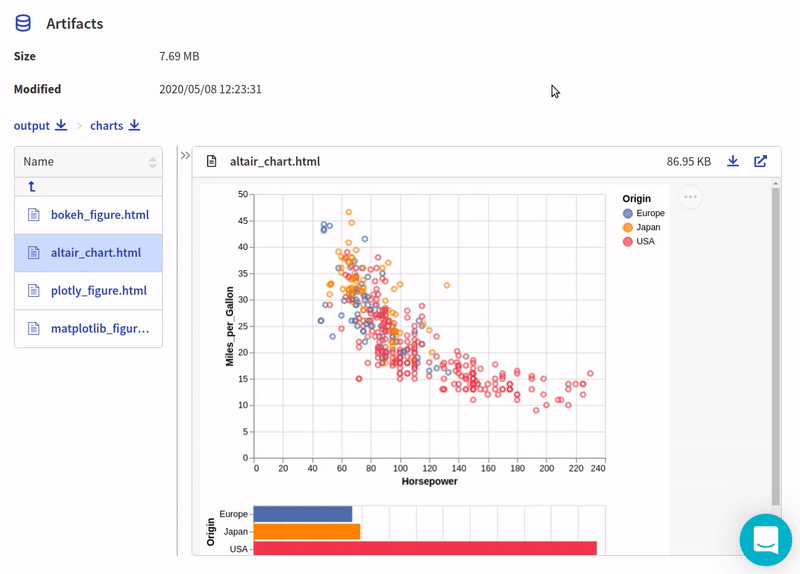 Artifacts
Size 7.69 MB
Modified 2020/05/08 12:23:31
output > charts
Name
bokeh_figure.html
altair_chart.html
plotly_figure.html
matplotlib_figur...
altair_chart.html 86.95 KB
50
45
40
35
30
25
20
15
10
5
0
Miles_per_Gallon
0 20 40 60 80 100 120 140 160 180 200 220 240
Horsepower
Origin
Europe
Japan
USA
Origin
Europe
Japan
USA